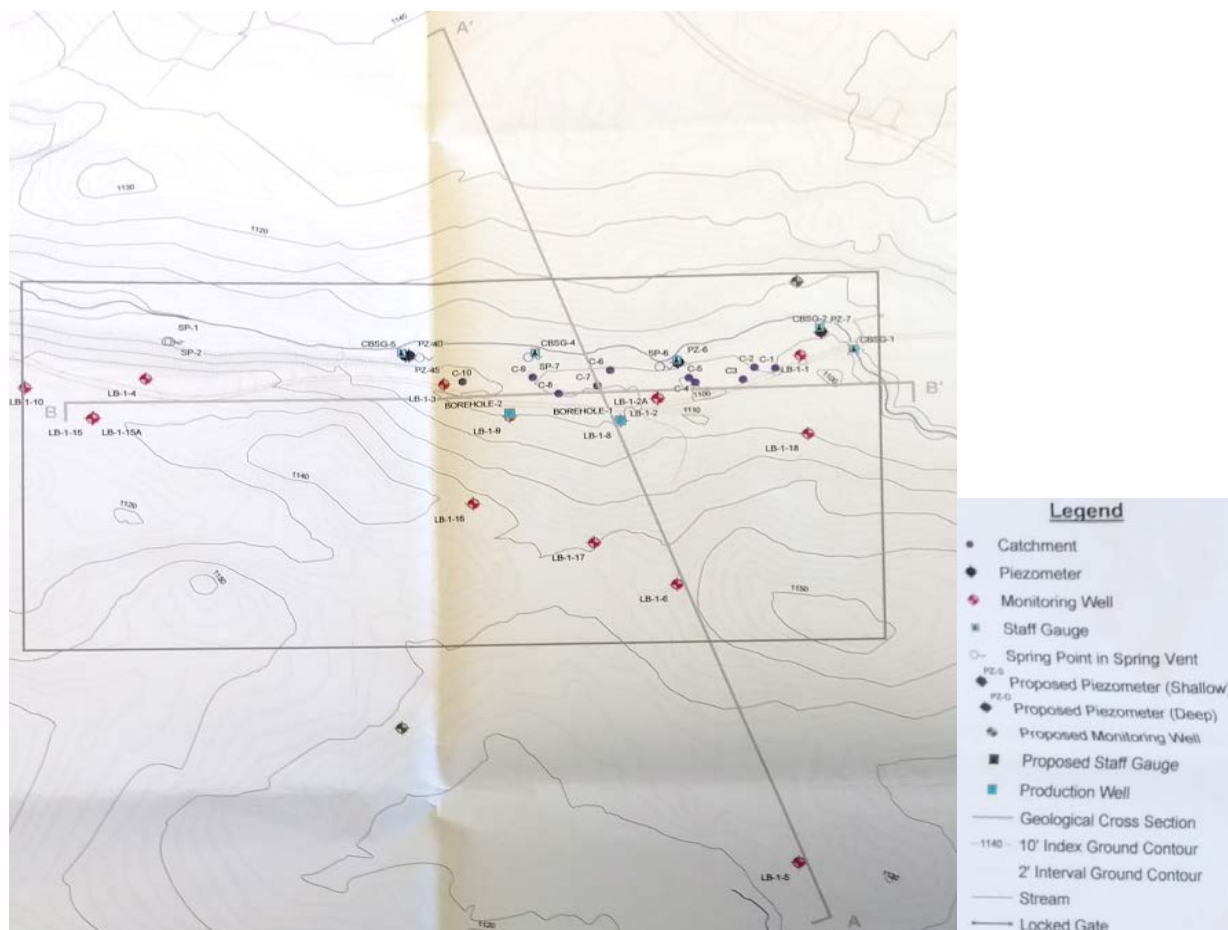 1140
A'
1130
1120
SP-1
SP-2
CBSG-5
PZ-4D
PZ-4S
CBSG-4
SP-7
SP-6
PZ-6
CBSG-2
PZ-7
CBSG-1
C-10
C-9
C-8
C-7
C-6
C-5
C-4
C3
C-2
C-1
LB-1-1
1100
1100
1110
B'
LB-1-10
LB-1-4
B
LB-1-15
LB-1-15A
LB-1-3
BOREHOLE-2
LB-1-9
BOREHOLE-1
LB-1-8
LB-1-2A
LB-1-2
LB-1-18
1140
1120
LB-1-16
LB-1-17
LB-1-6
1150
1150
LB-1-5
A
1120
Legend
Catchment
Piezometer
Monitoring Well
Staff Gauge
Spring Point in Spring Vent
PZ-S
Proposed Piezometer (Shallow)
PZ-D
Proposed Piezometer (Deep)
Proposed Monitoring Well
Proposed Staff Gauge
Production Well
Geological Cross Section
1140 10' Index Ground Contour
2' Interval Ground Contour
Stream
Locked Gate